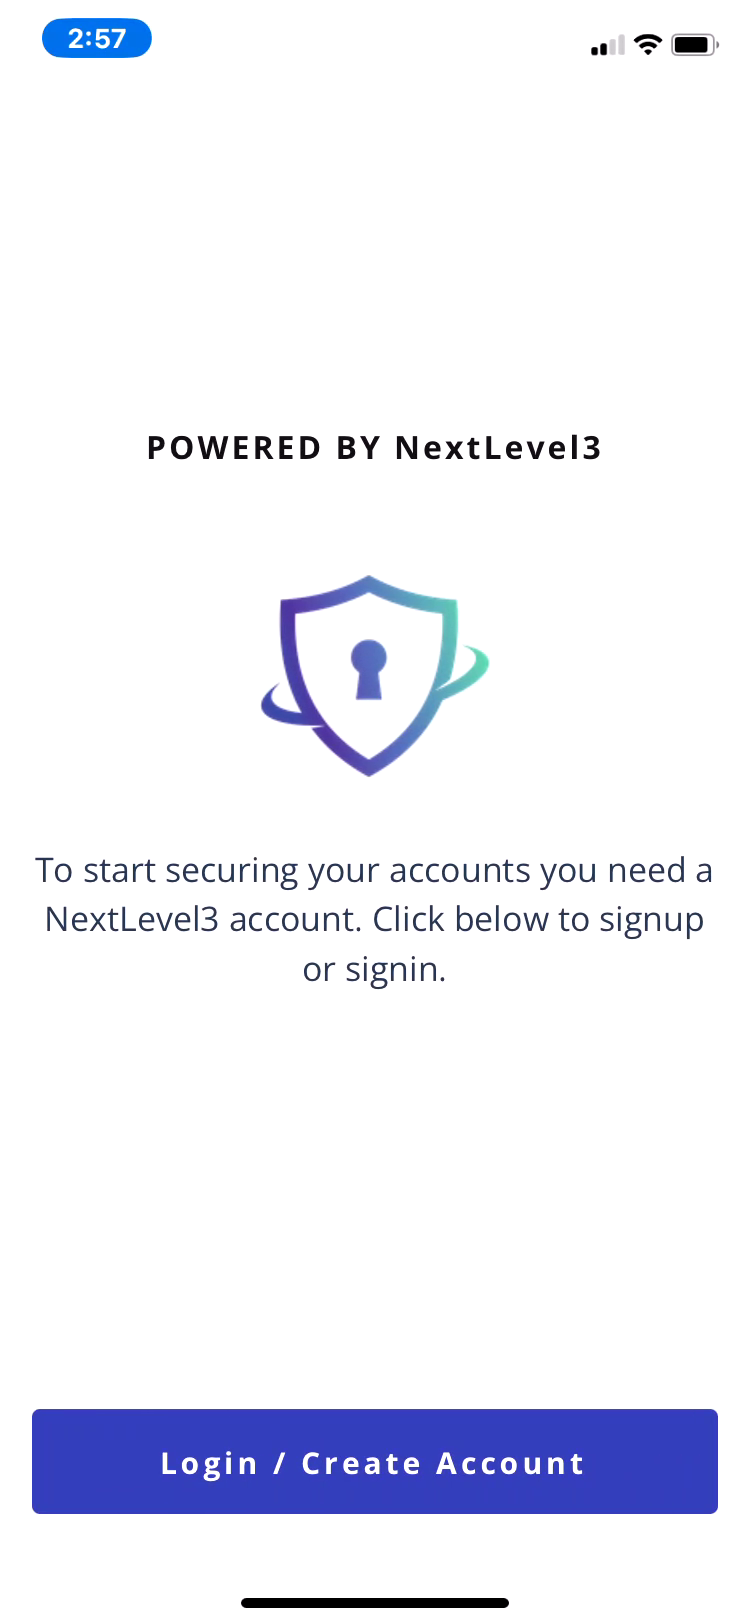 2:57
POWERED BY NextLevel3
To start securing your accounts you need a
NextLevel3 account. Click below to signup
or signin.
Login / Create Account